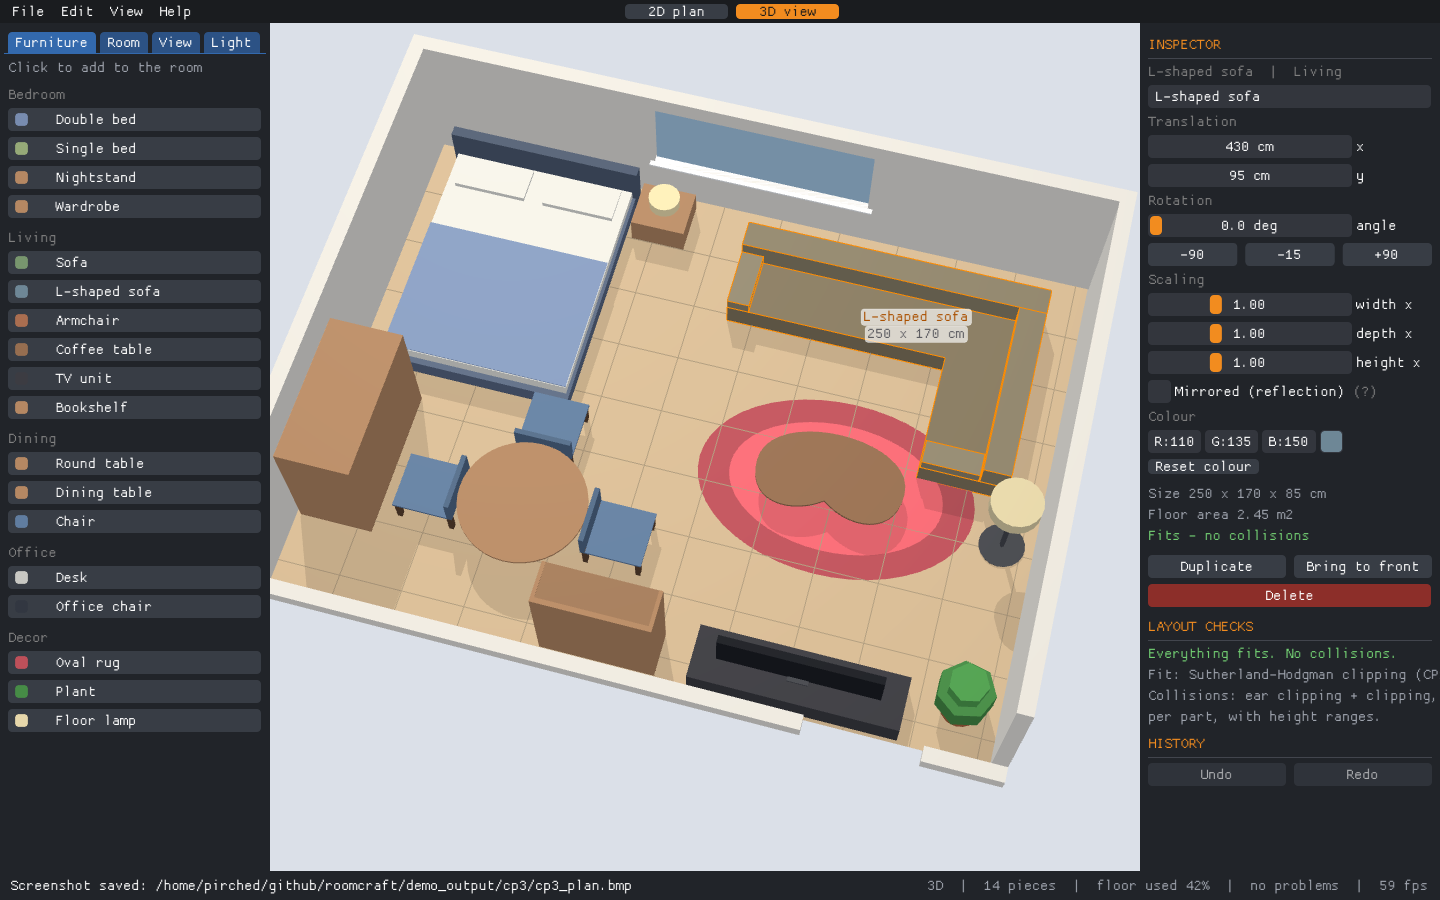 File Edit View Help
2D plan 3D view
Furniture Room View Light
Click to add to the room
Bedroom
Double bed
Single bed
Nightstand
Wardrobe
Living
Sofa
L-shaped sofa
Armchair
Coffee table
TV unit
Bookshelf
Dining
Round table
Dining table
Chair
Office
Desk
Office chair
Decor
Oval rug
Plant
Floor lamp
L-shaped sofa
250 x 170 cm
INSPECTOR
L-shaped sofa | Living
L-shaped sofa
Translation
430 cm x
95 cm y
Rotation
0.0 deg angle
-90 -15 +90
Scaling
1.00 width x
1.00 depth x
1.00 height x
Mirrored (reflection) (?)
Colour
R:110 G:135 B:150
Reset colour
Size 250 x 170 x 85 cm
Floor area 2.45 m2
Fits - no collisions
Duplicate Bring to front
Delete
LAYOUT CHECKS
Everything fits. No collisions.
Fit: Sutherland-Hodgman clipping (CP
Collisions: ear clipping + clipping,
per part, with height ranges.
HISTORY
Undo Redo
Screenshot saved: /home/pirched/github/roomcraft/demo_output/cp3/cp3_plan.bmp
3D | 14 pieces | floor used 42% | no problems | 59 fps